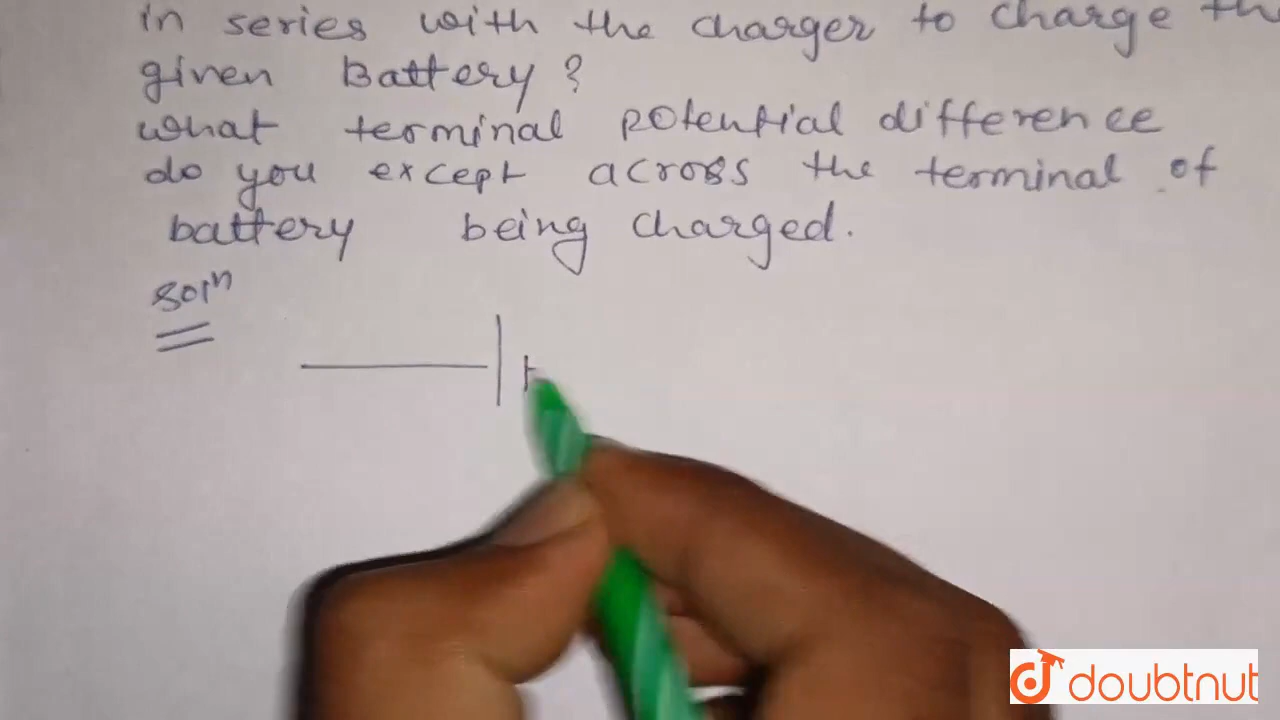 in series with the charger to charge
given Battery?
what terminal potential difference
do you except across the terminal of
battery being charged.
Solⁿ
doubtnut